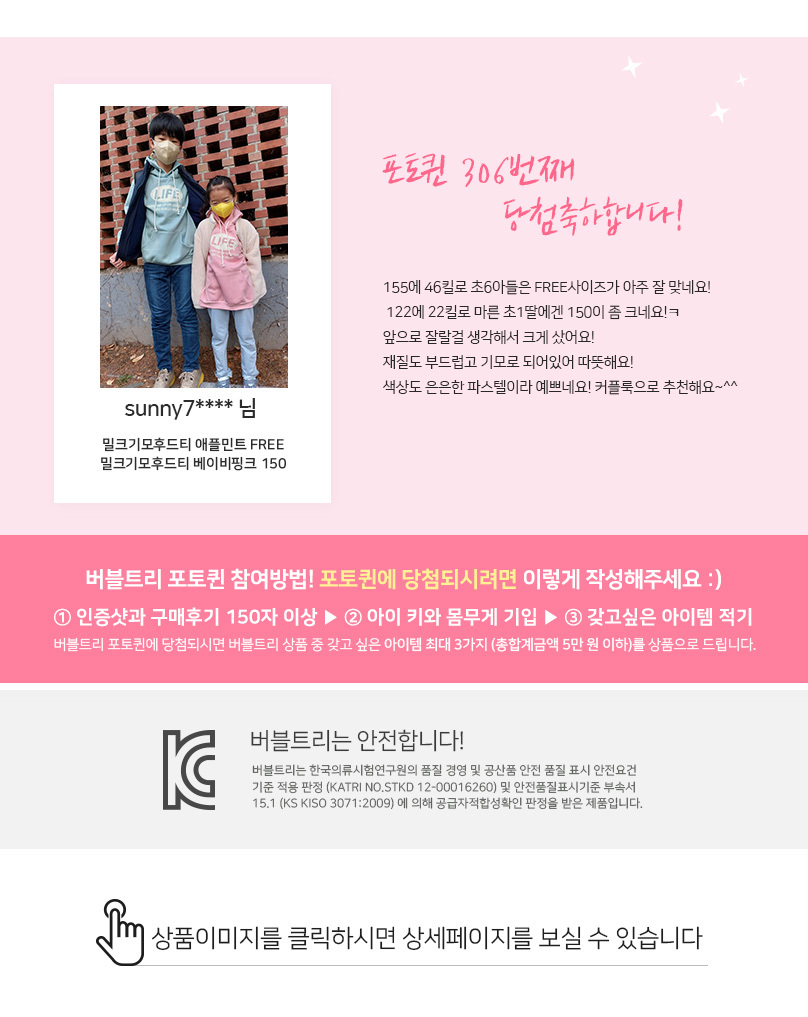 LIFE
LIFE
sunny7**** 님
밀크기모후드티 애플민트 FREE
밀크기모후드티 베이비핑크 150
포토퀸 306번째
당첨축하합니다!
155에 46킬로 초6아들은 FREE사이즈가 아주 잘 맞네요!
122에 22킬로 마른 초1딸에겐 150이 좀 크네요!ㅋ
앞으로 잘랄걸 생각해서 크게 샀어요!
재질도 부드럽고 기모로 되어있어 따뜻해요!
색상도 은은한 파스텔이라 예쁘네요! 커플룩으로 추천해요~^^
버블트리 포토퀸 참여방법! 포토퀸에 당첨되시려면 이렇게 작성해주세요 :)
① 인증샷과 구매후기 150자 이상 ▶ ② 아이 키와 몸무게 기입 ▶ ③ 갖고싶은 아이템 적기
버블트리 포토퀸에 당첨되시면 버블트리 상품 중 갖고 싶은 아이템 최대 3가지 (총합계금액 5만 원 이하)를 상품으로 드립니다.
버블트리는 안전합니다!
버블트리는 한국의류시험연구원의 품질 경영 및 공산품 안전 품질 표시 안전요건
기준 적용 판정 (KATRI NO.STKD 12-00016260) 및 안전품질표시기준 부속서
15.1 (KS KISO 3071:2009) 에 의해 공급자적합성확인 판정을 받은 제품입니다.
상품이미지를 클릭하시면 상세페이지를 보실 수 있습니다